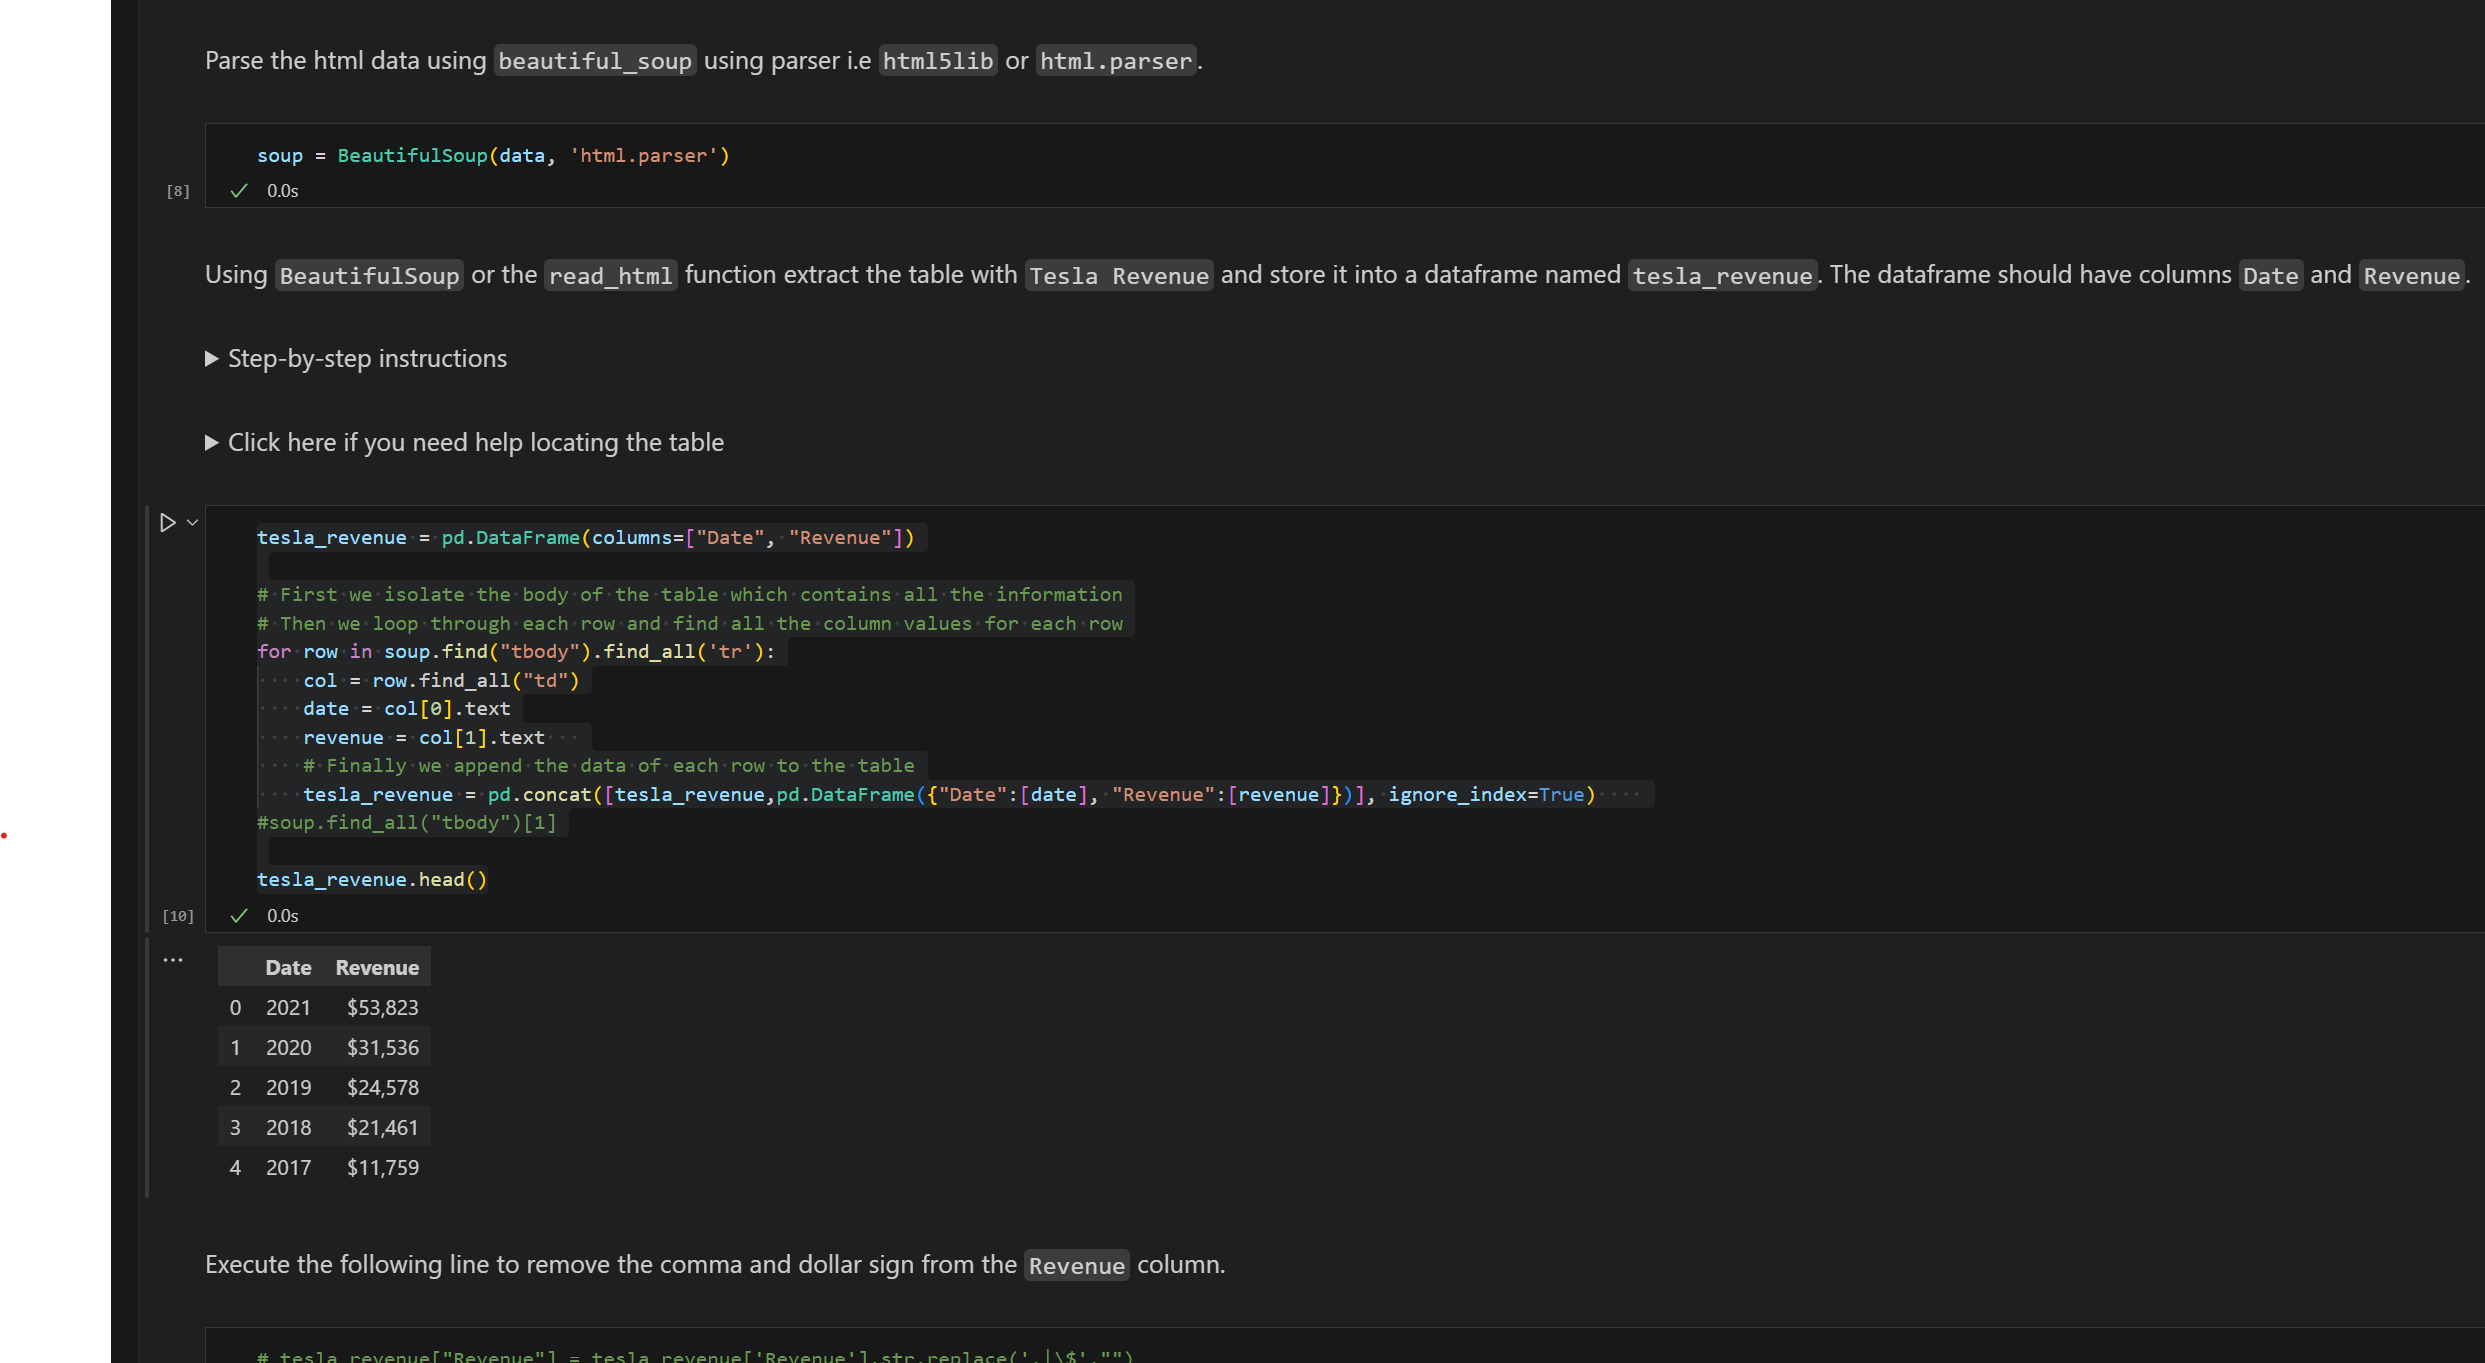 Parse the html data using beautiful_soup using parser i.e html5lib or html.parser.
soup = BeautifulSoup(data, 'html.parser')
[8]
0.0s
Using BeautifulSoup or the read_html function extract the table with Tesla Revenue and store it into a dataframe named tesla_revenue. The dataframe should have columns Date and Revenue.
Step-by-step instructions
Click here if you need help locating the table
tesla_revenue = pd.DataFrame(columns=["Date", "Revenue"])
# First we isolate the body of the table which contains all the information
# Then we loop through each row and find all the column values for each row
for row in soup.find("tbody").find_all('tr'):
    col = row.find_all("td")
    date = col[0].text
    revenue = col[1].text
    # Finally we append the data of each row to the table
    tesla_revenue = pd.concat([tesla_revenue,pd.DataFrame({"Date":[date], "Revenue":[revenue]})], ignore_index=True)
#soup.find_all("tbody")[1]
tesla_revenue.head()
[10]
0.0s
Date Revenue
0 2021 $53,823
1 2020 $31,536
2 2019 $24,578
3 2018 $21,461
4 2017 $11,759
Execute the following line to remove the comma and dollar sign from the Revenue column.
# tesla_revenue["Revenue"] = tesla_revenue['Revenue'].str.replace(',|\$',"")